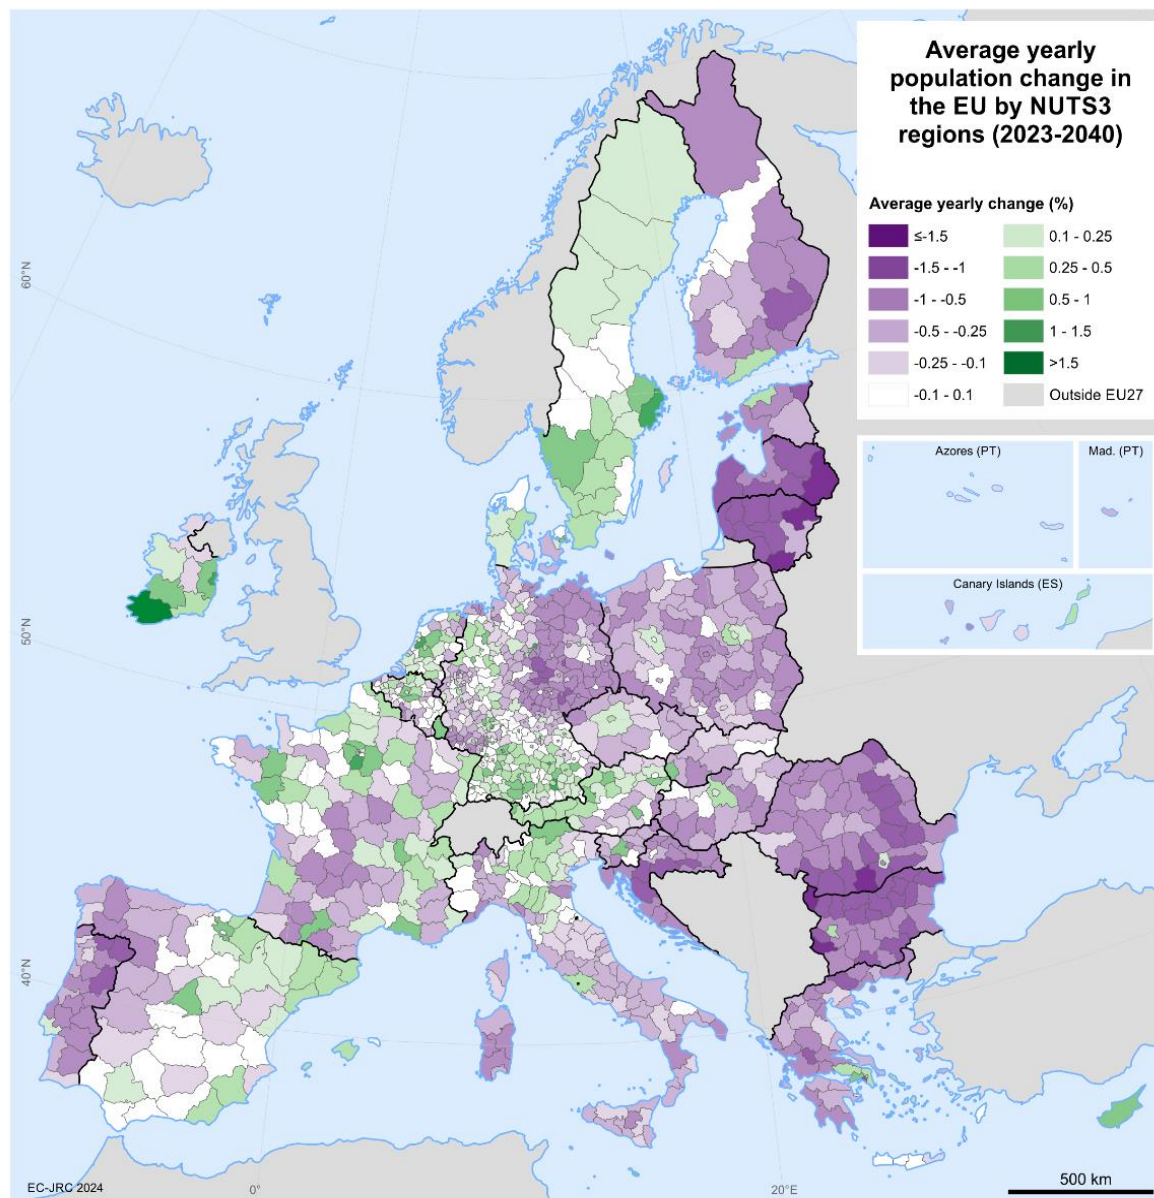 Average yearly
population change in
the EU by NUTS3
regions (2023-2040)
Average yearly change (%)
≤-1.5
-1.5 - -1
-1 - -0.5
-0.5 - -0.25
-0.25 - -0.1
-0.1 - 0.1
0.1 - 0.25
0.25 - 0.5
0.5 - 1
1 - 1.5
>1.5
Outside EU27
Azores (PT)
Mad. (PT)
Canary Islands (ES)
60°N
50°N
40°N
EC-JRC 2024
0°
20°E
500 km